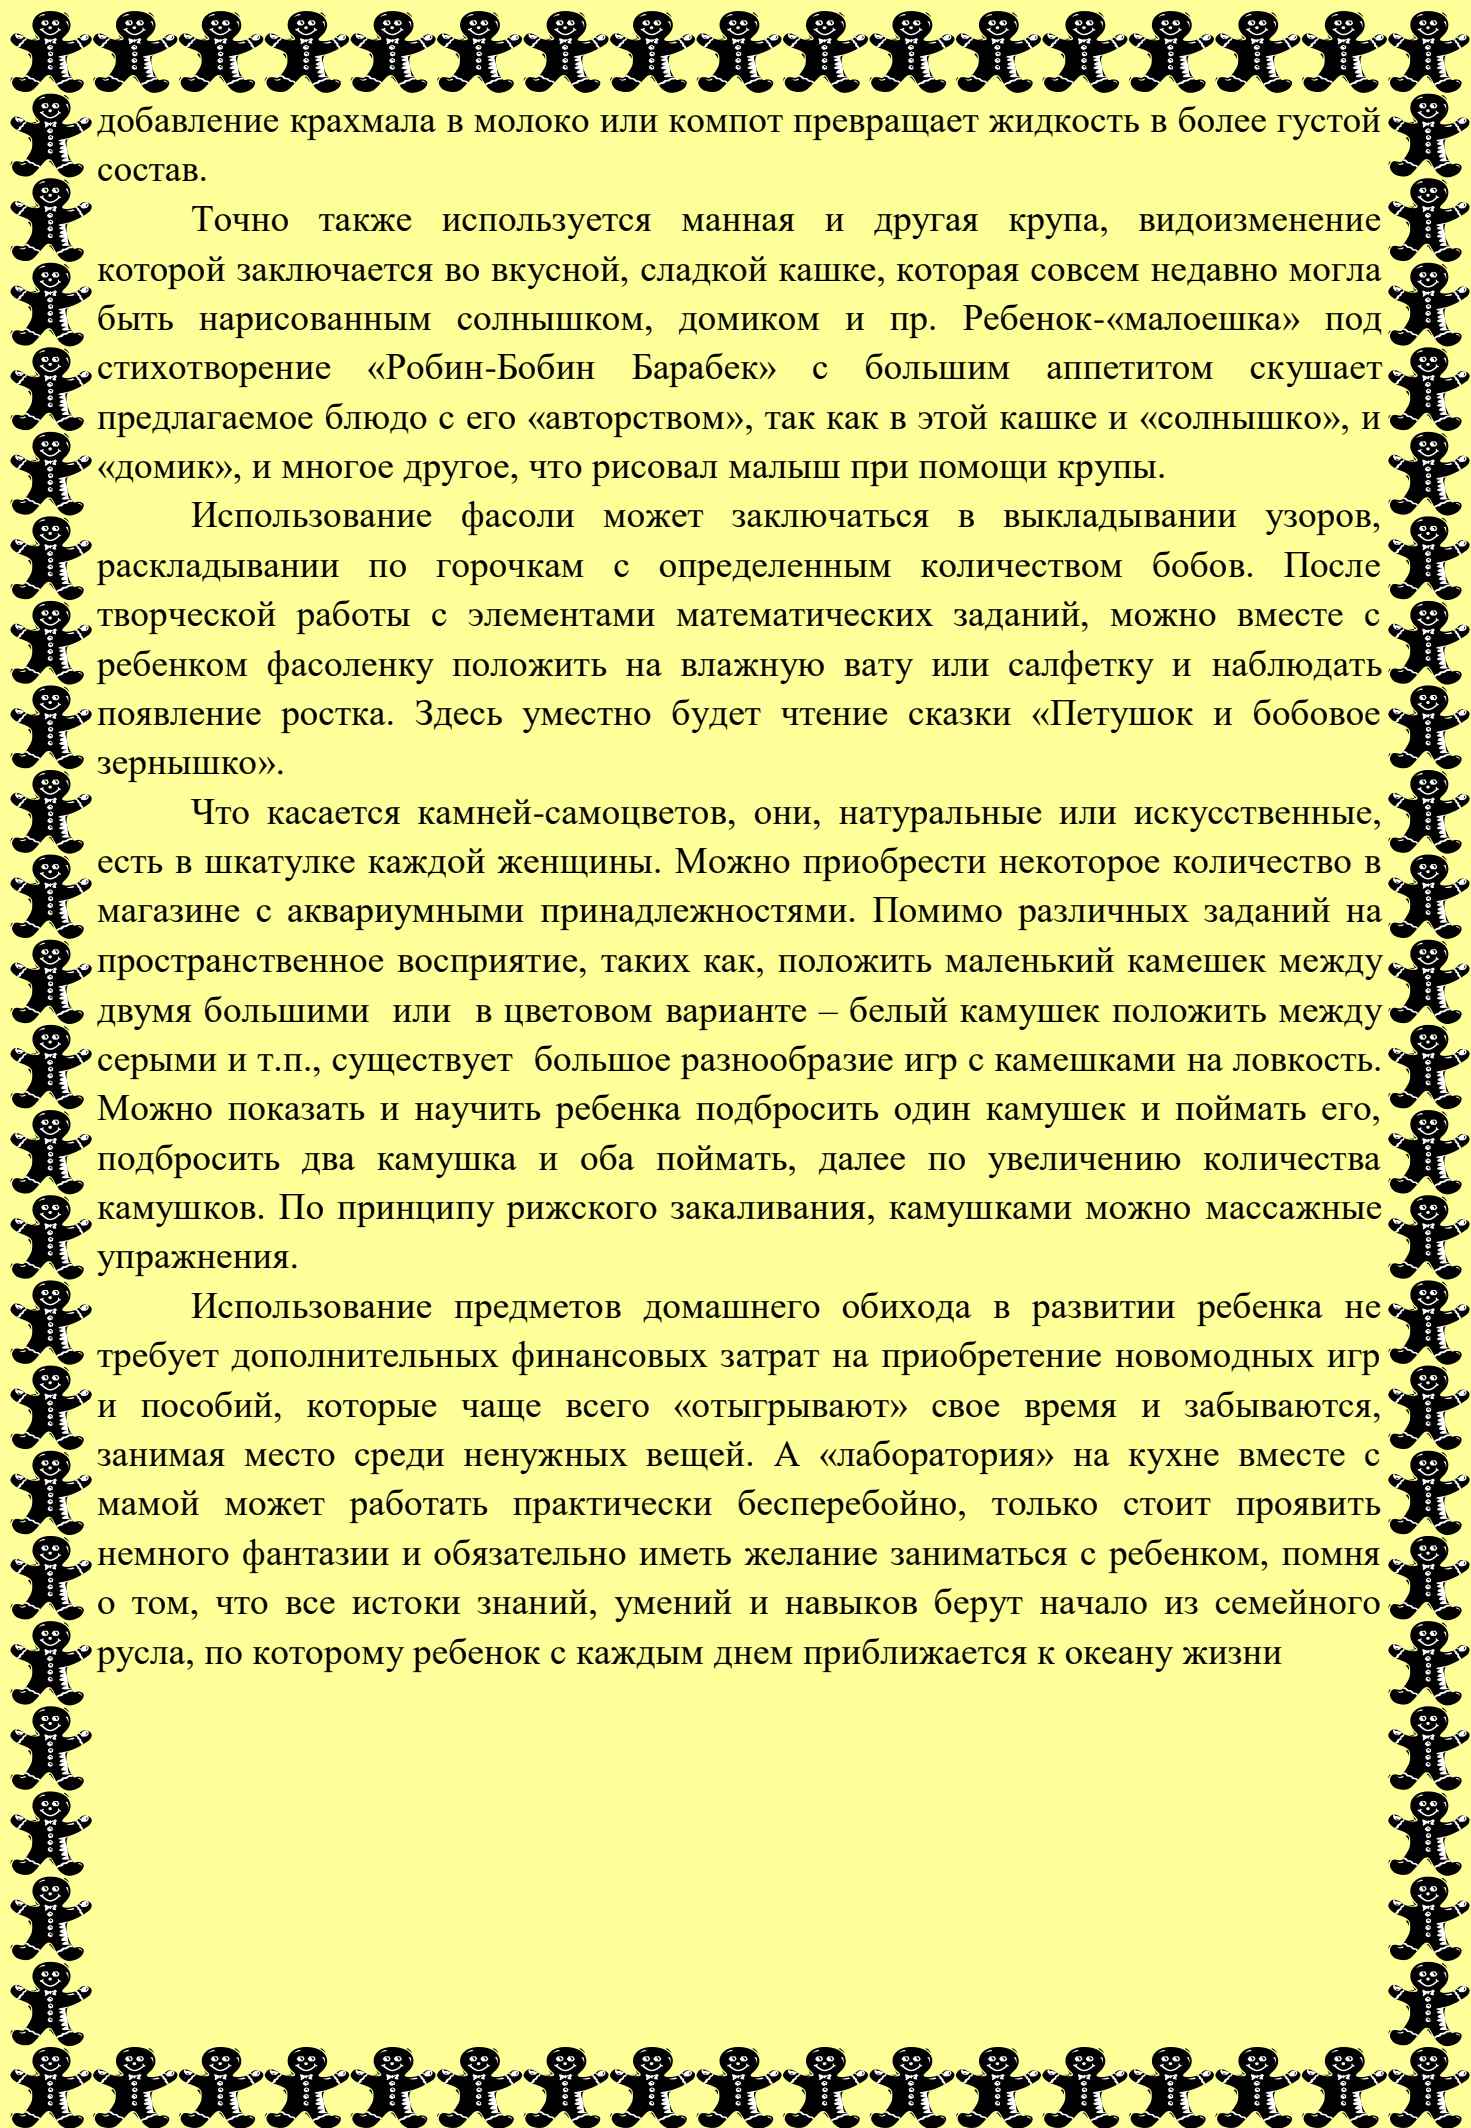 добавление крахмала в молоко или компот превращает жидкость в более густой
состав.
Точно также используется манная и другая крупа, видоизменение
которой заключается во вкусной, сладкой кашке, которая совсем недавно могла
быть нарисованным солнышком, домиком и пр. Ребенок-«малоешка» под
стихотворение «Робин-Бобин Барабек» с большим аппетитом скушает
предлагаемое блюдо с его «авторством», так как в этой кашке и «солнышко», и
«домик», и многое другое, что рисовал малыш при помощи крупы.
Использование фасоли может заключаться в выкладывании узоров,
раскладывании по горочкам с определенным количеством бобов. После
творческой работы с элементами математических заданий, можно вместе с
ребенком фасоленку положить на влажную вату или салфетку и наблюдать
появление ростка. Здесь уместно будет чтение сказки «Петушок и бобовое
зернышко».
Что касается камней-самоцветов, они, натуральные или искусственные,
есть в шкатулке каждой женщины. Можно приобрести некоторое количество в
магазине с аквариумными принадлежностями. Помимо различных заданий на
пространственное восприятие, таких как, положить маленький камешек между
двумя большими  или  в цветовом варианте – белый камушек положить между
серыми и т.п., существует  большое разнообразие игр с камешками на ловкость.
Можно показать и научить ребенка подбросить один камушек и поймать его,
подбросить два камушка и оба поймать, далее по увеличению количества
камушков. По принципу рижского закаливания, камушками можно массажные
упражнения.
Использование предметов домашнего обихода в развитии ребенка не
требует дополнительных финансовых затрат на приобретение новомодных игр
и пособий, которые чаще всего «отыгрывают» свое время и забываются,
занимая место среди ненужных вещей. А «лаборатория» на кухне вместе с
мамой может работать практически бесперебойно, только стоит проявить
немного фантазии и обязательно иметь желание заниматься с ребенком, помня
о том, что все истоки знаний, умений и навыков берут начало из семейного
русла, по которому ребенок с каждым днем приближается к океану жизни